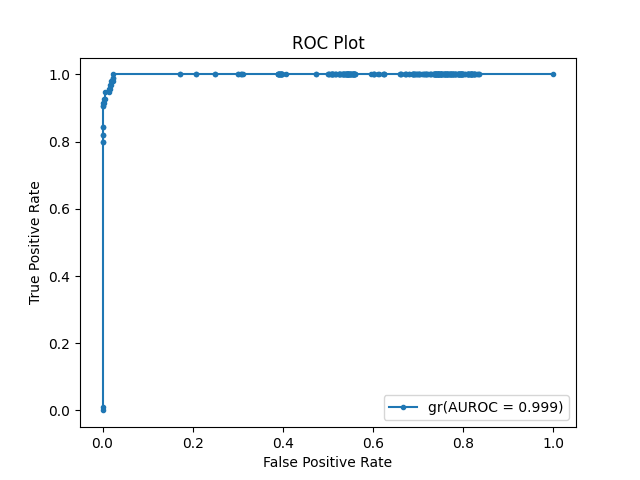 ROC Plot
1.0
0.8
0.6
0.4
0.2
0.0
True Positive Rate
gr(AUROC = 0.999)
0.0 0.2 0.4 0.6 0.8 1.0
False Positive Rate